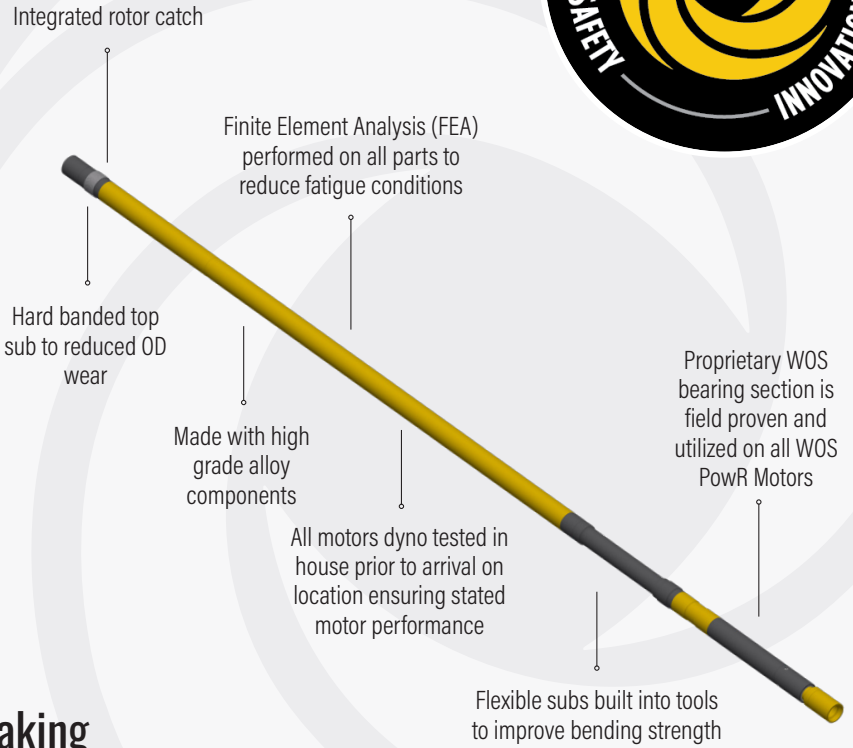 Integrated rotor catch
SAFETY
INNOVATION
Finite Element Analysis (FEA)
performed on all parts to
reduce fatigue conditions
Hard banded top
sub to reduced OD
wear
Made with high
grade alloy
components
All motors dyno tested in
house prior to arrival on
location ensuring stated
motor performance
Proprietary WOS
bearing section is
field proven and
utilized on all WOS
PowR Motors
Flexible subs built into tools
to improve bending strength
aking